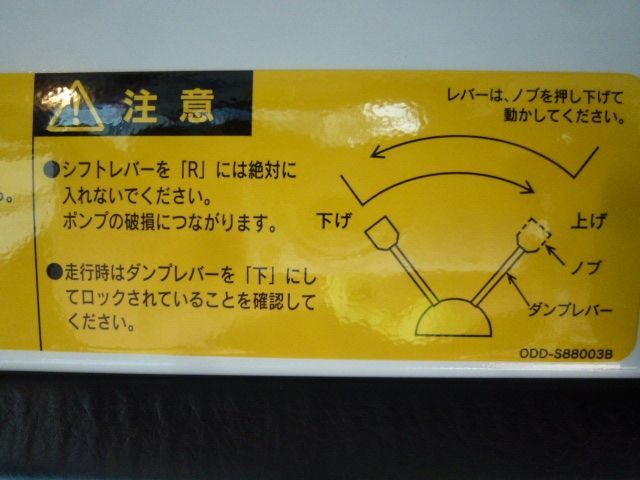 注意
●シフトレバーを「R」には絶対に
入れないでください。
ポンプの破損につながります。
●走行時はダンプレバーを「下」にし
てロックされていることを確認して
ください。
レバーは、ノブを押し下げて
動かしてください。
下げ
上げ
ノブ
ダンプレバー
ODD-S88003B